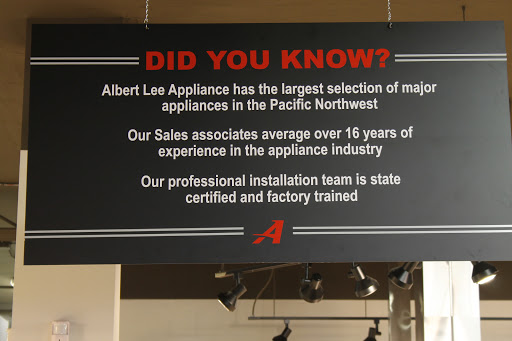 DID YOU KNOW?
Albert Lee Appliance has the largest selection of major
appliances in the Pacific Northwest
Our Sales associates average over 16 years of
experience in the appliance industry
Our professional installation team is state
certified and factory trained
A